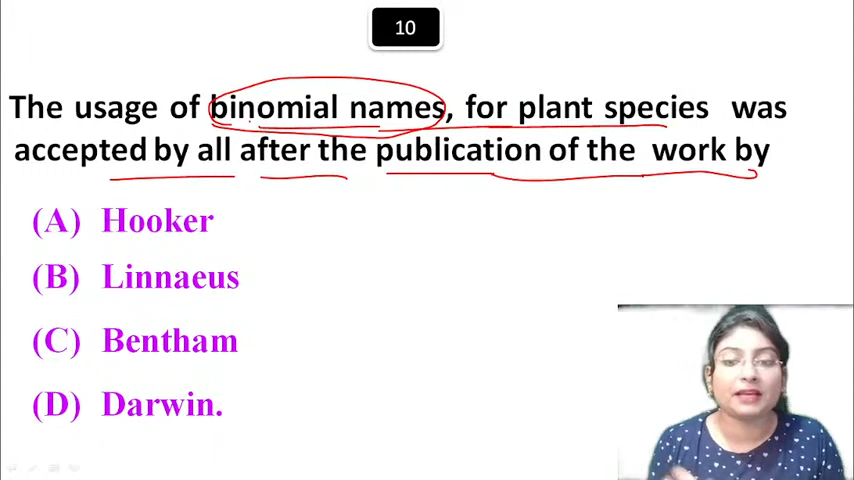 10
The usage of binomial names, for plant species was
accepted by all after the publication of the work by
(A) Hooker
(B) Linnaeus
(C) Bentham
(D) Darwin.